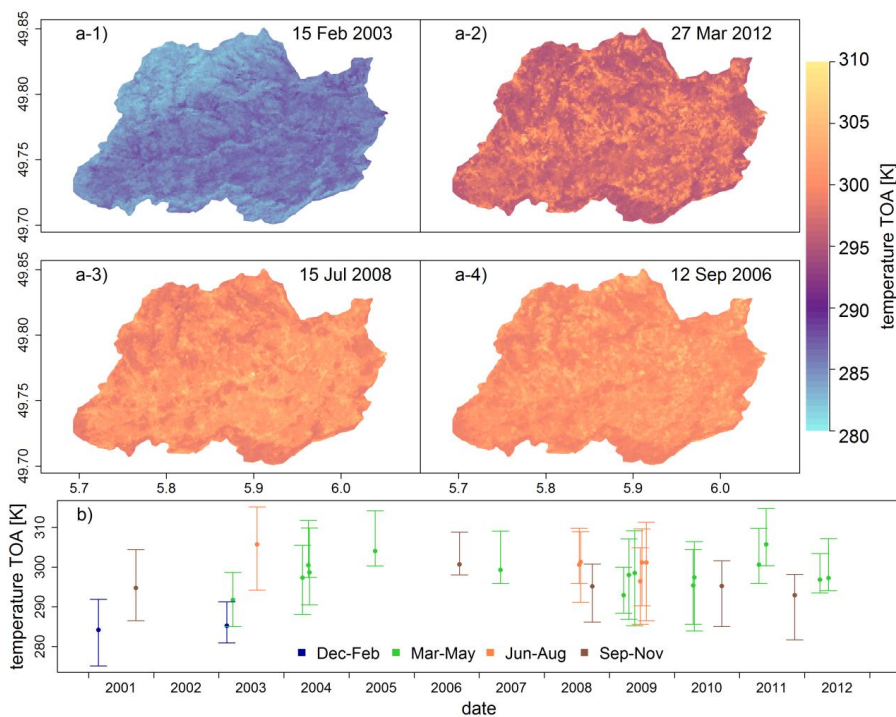 a-1) 15 Feb 2003
a-2) 27 Mar 2012
49.85
49.80
49.75
49.70
a-3) 15 Jul 2008
a-4) 12 Sep 2006
49.85
49.80
49.75
49.70
5.7 5.8 5.9 6.0
5.7 5.8 5.9 6.0
310
305
300
295
290
285
280
temperature TOA [K]
b)
temperature TOA [K]
310
300
290
280
Dec-Feb Mar-May Jun-Aug Sep-Nov
2001 2002 2003 2004 2005 2006 2007 2008 2009 2010 2011 2012
date